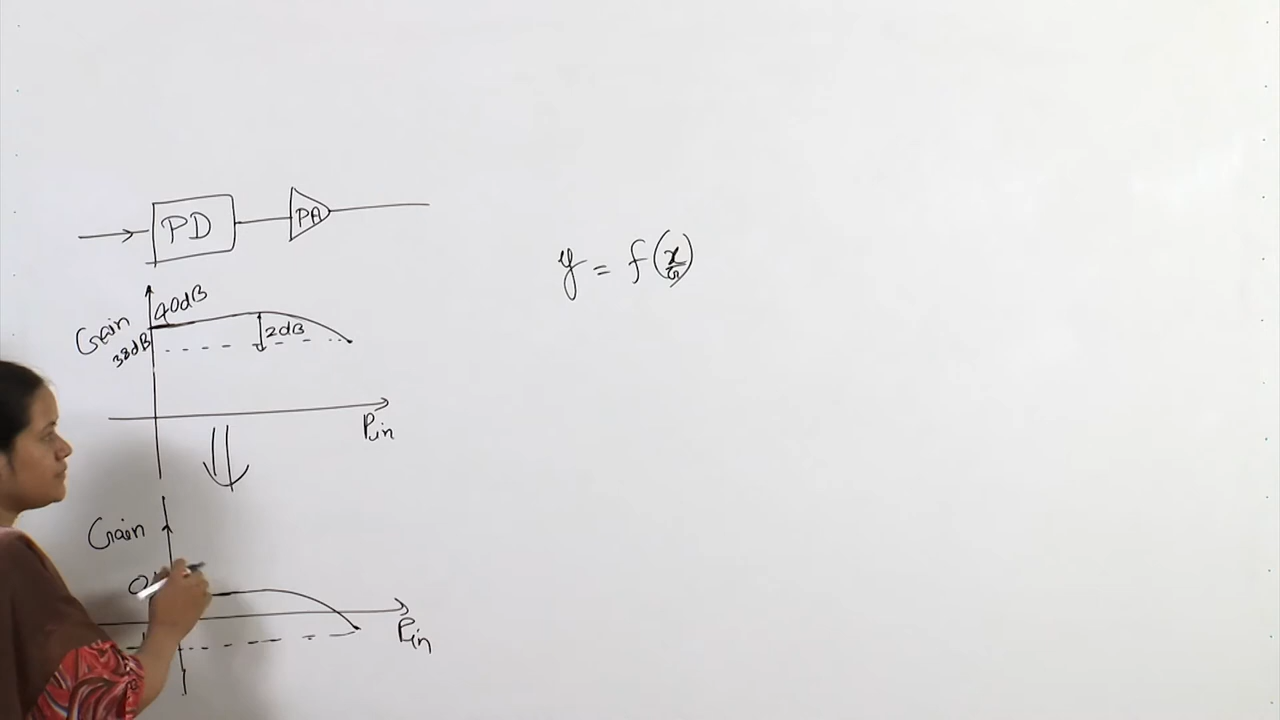 PD
PA
y = f(x/G)
40dB
Gain
38dB
2dB
Pin
Gain
Pin